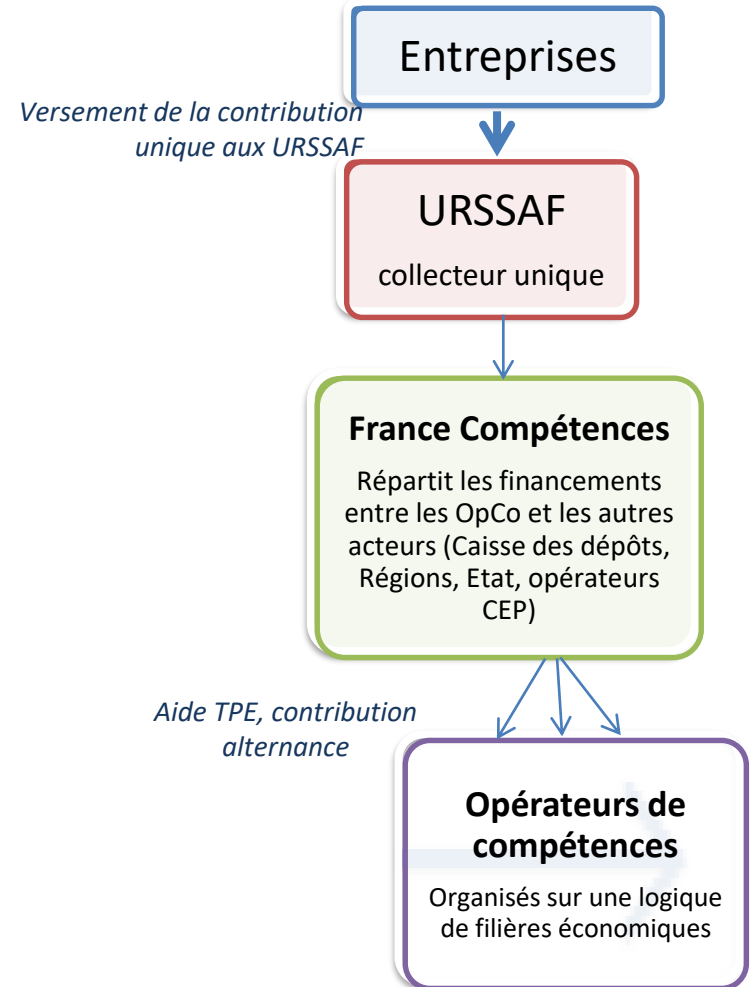 Entreprises
Versement de la contribution
unique aux URSSAF
URSSAF
collecteur unique
France Compétences
Répartit les financements
entre les OpCo et les autres
acteurs (Caisse des dépôts,
Régions, Etat, opérateurs
CEP)
Aide TPE, contribution
alternance
Opérateurs de
compétences
Organisés sur une logique
de filières économiques